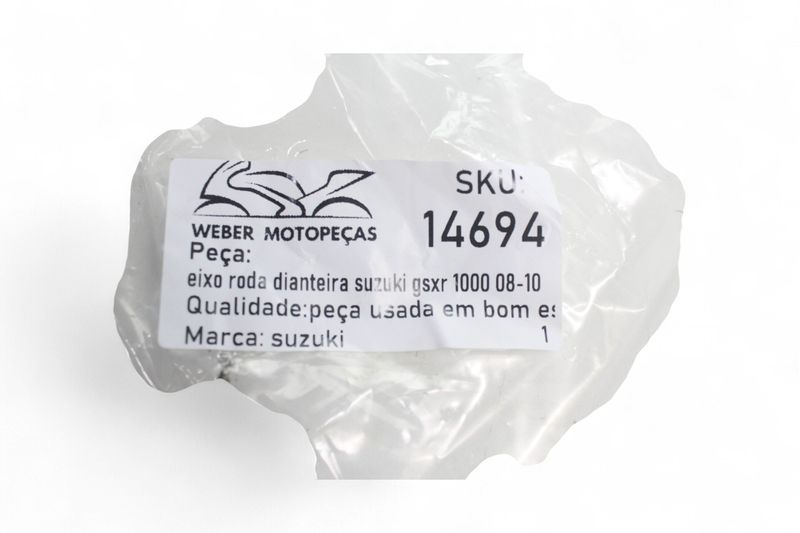 SKU:
WEBER MOTOPEÇAS
14694
Peça:
eixo roda dianteira suzuki gsxr 1000 08-10
Qualidade:peça usada em bom es
Marca: suzuki 1